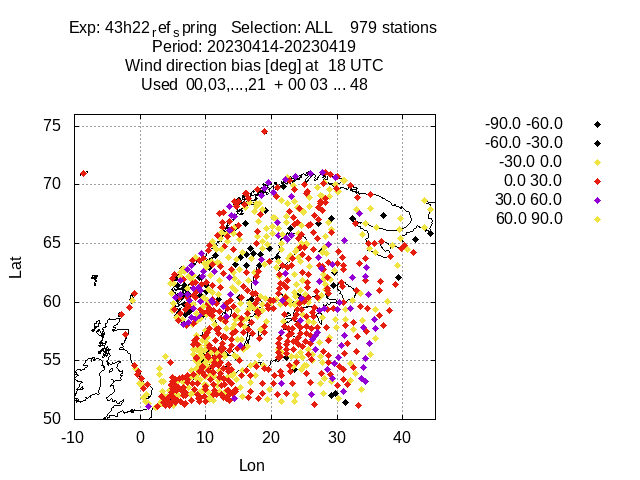 Exp: 43h22ref spring Selection: ALL 979 stations
Period: 20230414-20230419
Wind direction bias [deg] at 18 UTC
Used 00,03,...,21 + 00 03 ... 48
-90.0 -60.0
-60.0 -30.0
-30.0 0.0
0.0 30.0
30.0 60.0
60.0 90.0
75
70
65
60
55
50
Lat
-10 0 10 20 30 40
Lon